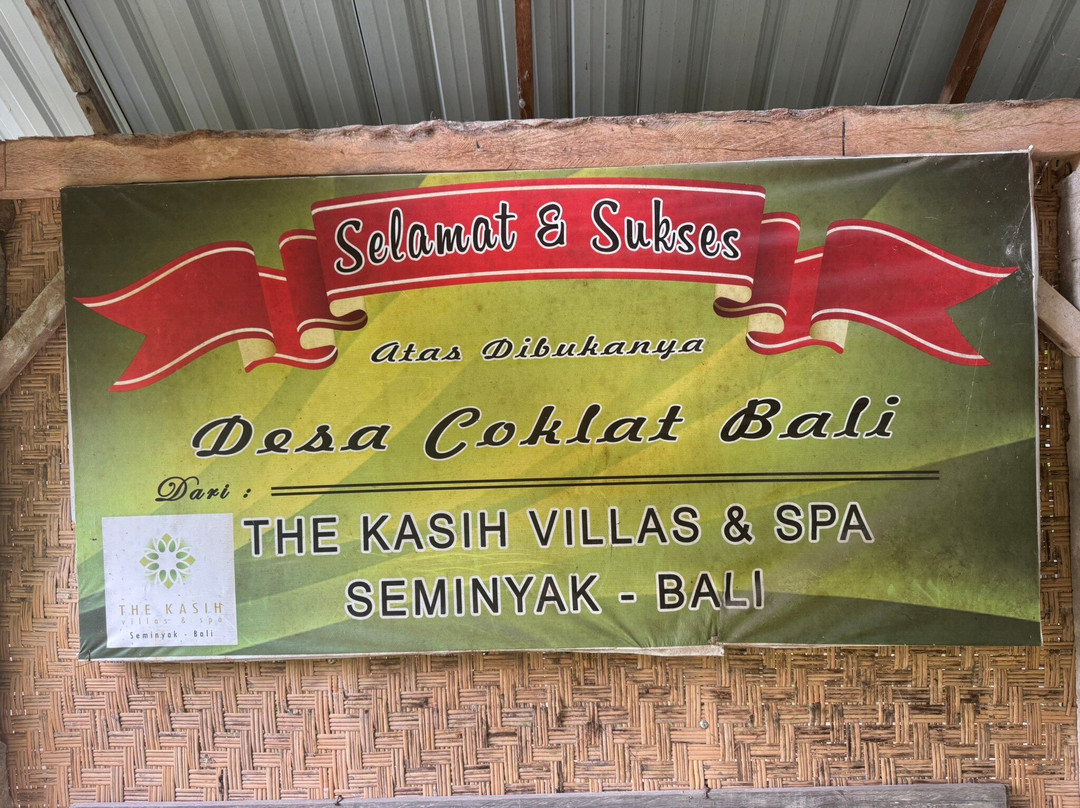 Selamat & Sukses
Atas Dibukanya
Desa Coklat Bali
Dari :
THE KASIH VILLAS & SPA
SEMINYAK - BALI
THE KASIH
villas & spa
Seminyak - Bali